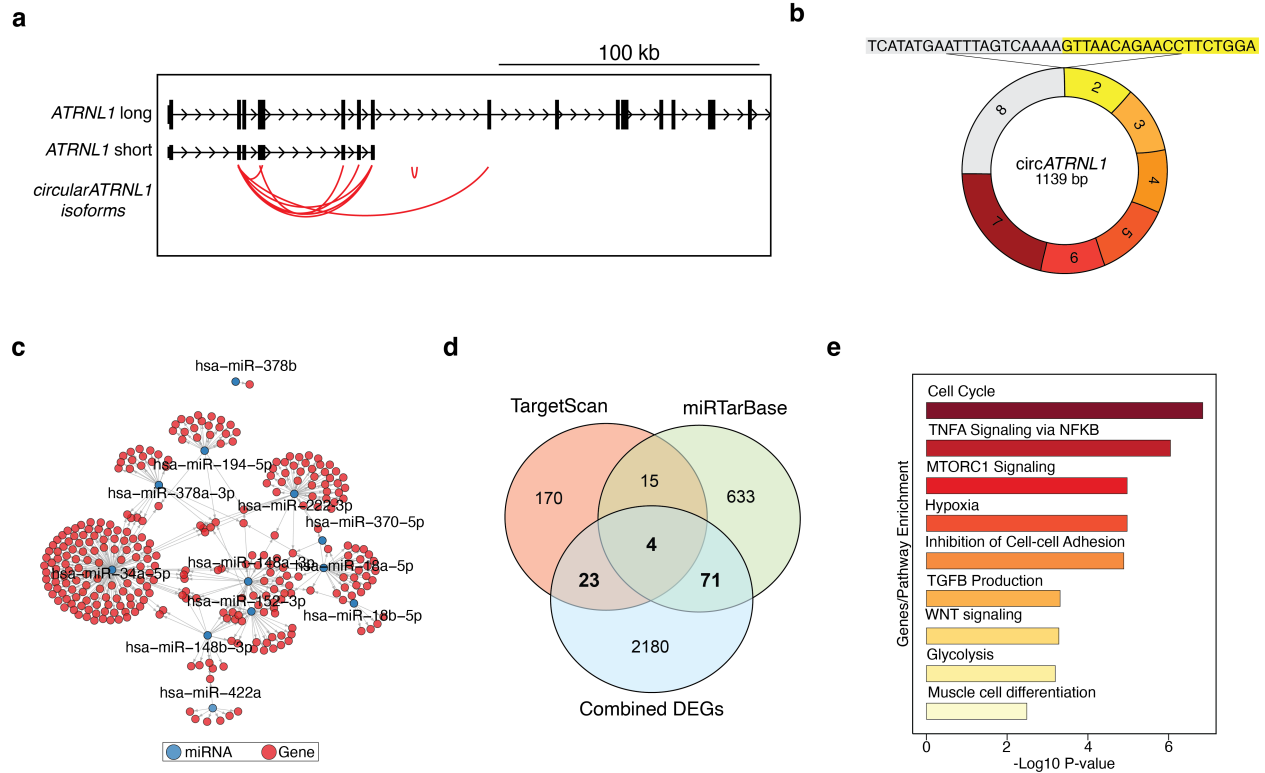 a
100 kb
ATRNL1 long
ATRNL1 short
circularATRNL1
isoforms
b
TCATATGAATTTAGTCAAAAGTTAACAGAACCTTCTGGA
8
2
3
4
5
6
7
circATRNL1
1139 bp
c
hsa-miR-378b
hsa-miR-194-5p
hsa-miR-378a-3p
hsa-miR-222-3p
hsa-miR-370-5p
hsa-miR-148a-3p
hsa-miR-18a-5p
hsa-miR-34a-5p
hsa-miR-152-3p
hsa-miR-18b-5p
hsa-miR-148b-3p
hsa-miR-422a
miRNA
Gene
d
TargetScan
miRTarBase
170
15
633
4
23
71
2180
Combined DEGs
e
Genes/Pathway Enrichment
Cell Cycle
TNFA Signaling via NFKB
MTORC1 Signaling
Hypoxia
Inhibition of Cell-cell Adhesion
TGFB Production
WNT signaling
Glycolysis
Muscle cell differentiation
0
2
4
6
-Log10 P-value